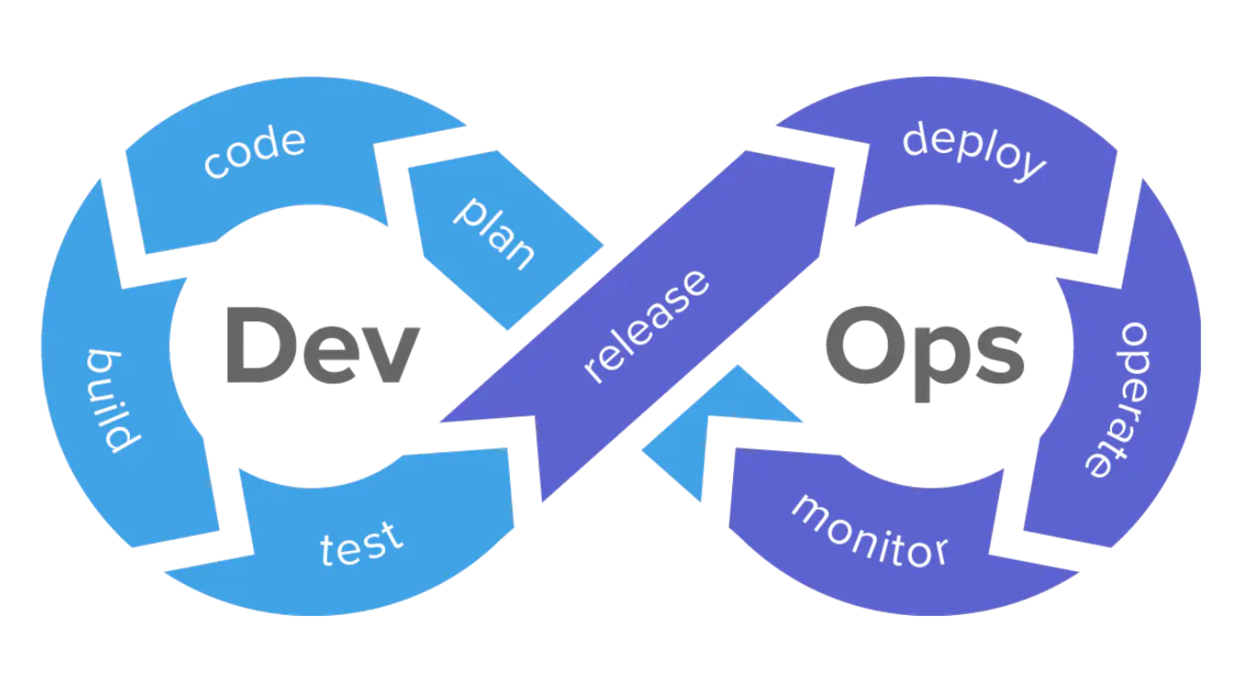 code
plan
Dev
build
test
release
deploy
Ops
operate
monitor